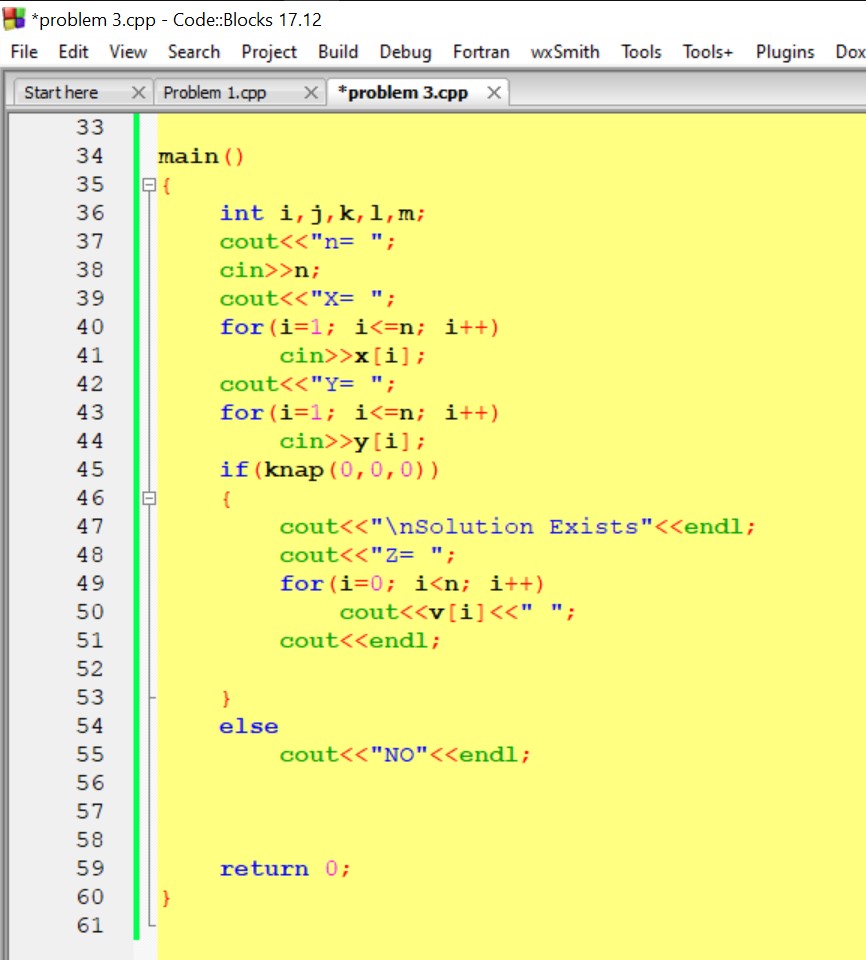 *problem 3.cpp - Code::Blocks 17.12
File Edit View Search Project Build Debug Fortran wxSmith Tools Tools+ Plugins Dox
Start here Problem 1.cpp *problem 3.cpp
33
34 main()
35 {
36 int i,j,k,l,m;
37 cout<<"n= ";
38 cin>>n;
39 cout<<"X= ";
40 for(i=1; i<=n; i++)
41 cin>>x[i];
42 cout<<"Y= ";
43 for(i=1; i<=n; i++)
44 cin>>y[i];
45 if(knap(0,0,0))
46 {
47 cout<<"\nSolution Exists"<<endl;
48 cout<<"Z= ";
49 for(i=0; i<n; i++)
50 cout<<v[i]<<" ";
51 cout<<endl;
52
53 }
54 else
55 cout<<"NO"<<endl;
56
57
58
59 return 0;
60 }
61